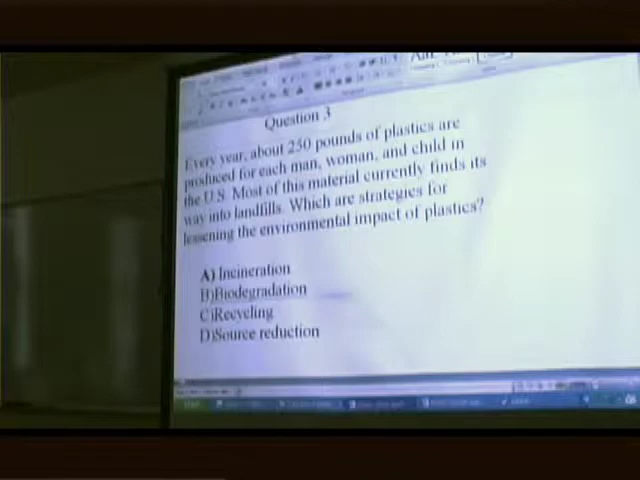 Question 3
Every year, about 250 pounds of plastics are
produced for each man, woman, and child in
the U.S. Most of this material currently finds its
way into landfills. Which are strategies for
lessening the environmental impact of plastics?
A) Incineration
B)Biodegradation
C)Recycling
D)Source reduction